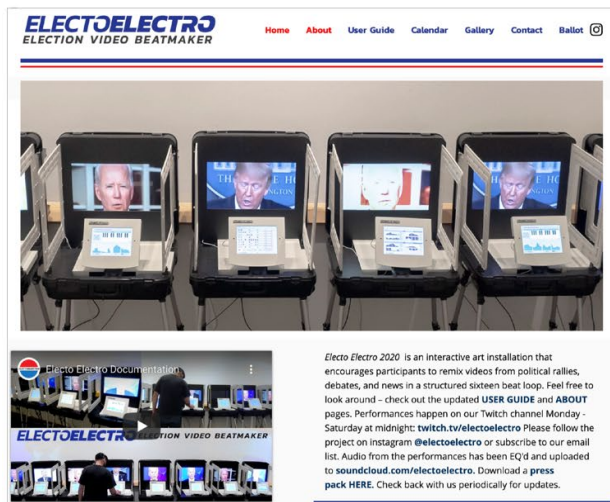 ELECTOELECTRO
ELECTION VIDEO BEATMAKER
Home About User Guide Calendar Gallery Contact Ballot
TH E HO
NGTON
Electo Electro Documentation
ELECTOELECTRO ELECTION VIDEO BEATMAKER
Electo Electro 2020 is an interactive art installation that
encourages participants to remix videos from political rallies,
debates, and news in a structured sixteen beat loop. Feel free to
look around – check out the updated USER GUIDE and ABOUT
pages. Performances happen on our Twitch channel Monday -
Saturday at midnight: twitch.tv/electoelectro Please follow the
project on instagram @electoelectro or subscribe to our email
list. Audio from the performances has been EQ'd and uploaded
to soundcloud.com/electoelectro. Download a press
pack HERE. Check back with us periodically for updates.